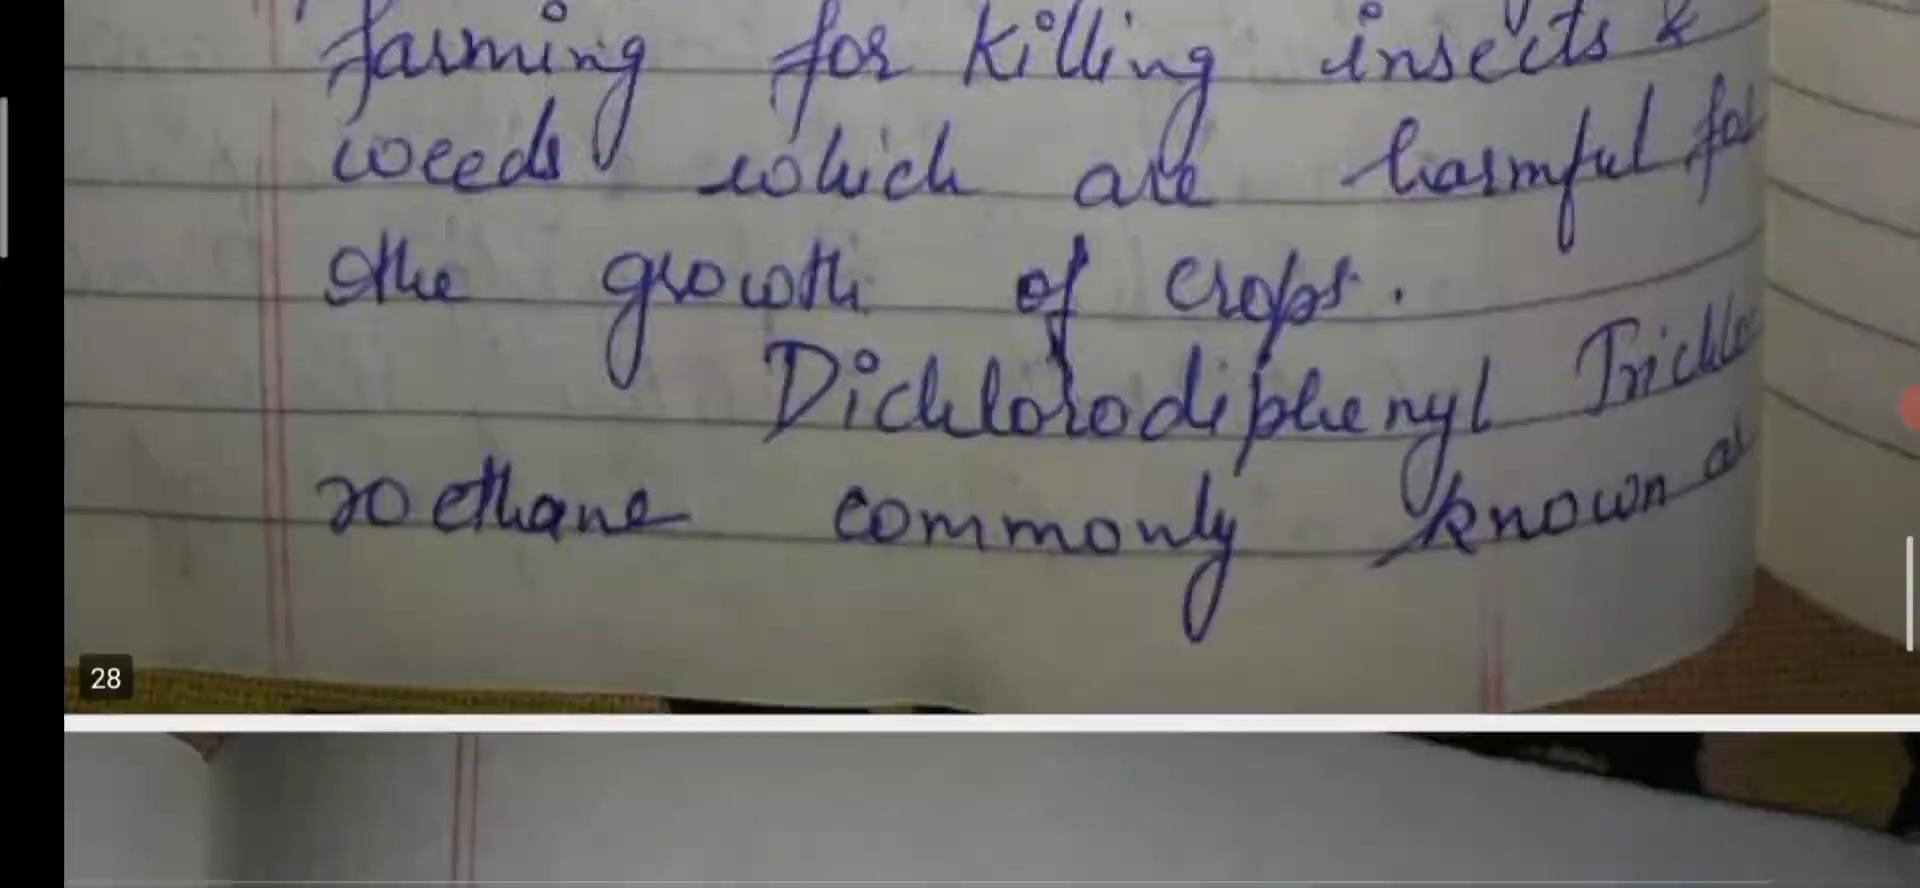 farming for killing insects &
weeds which are harmful for
the growth of crops.
Dichlorodiphenyl Trichlo
roethane commonly known as
28